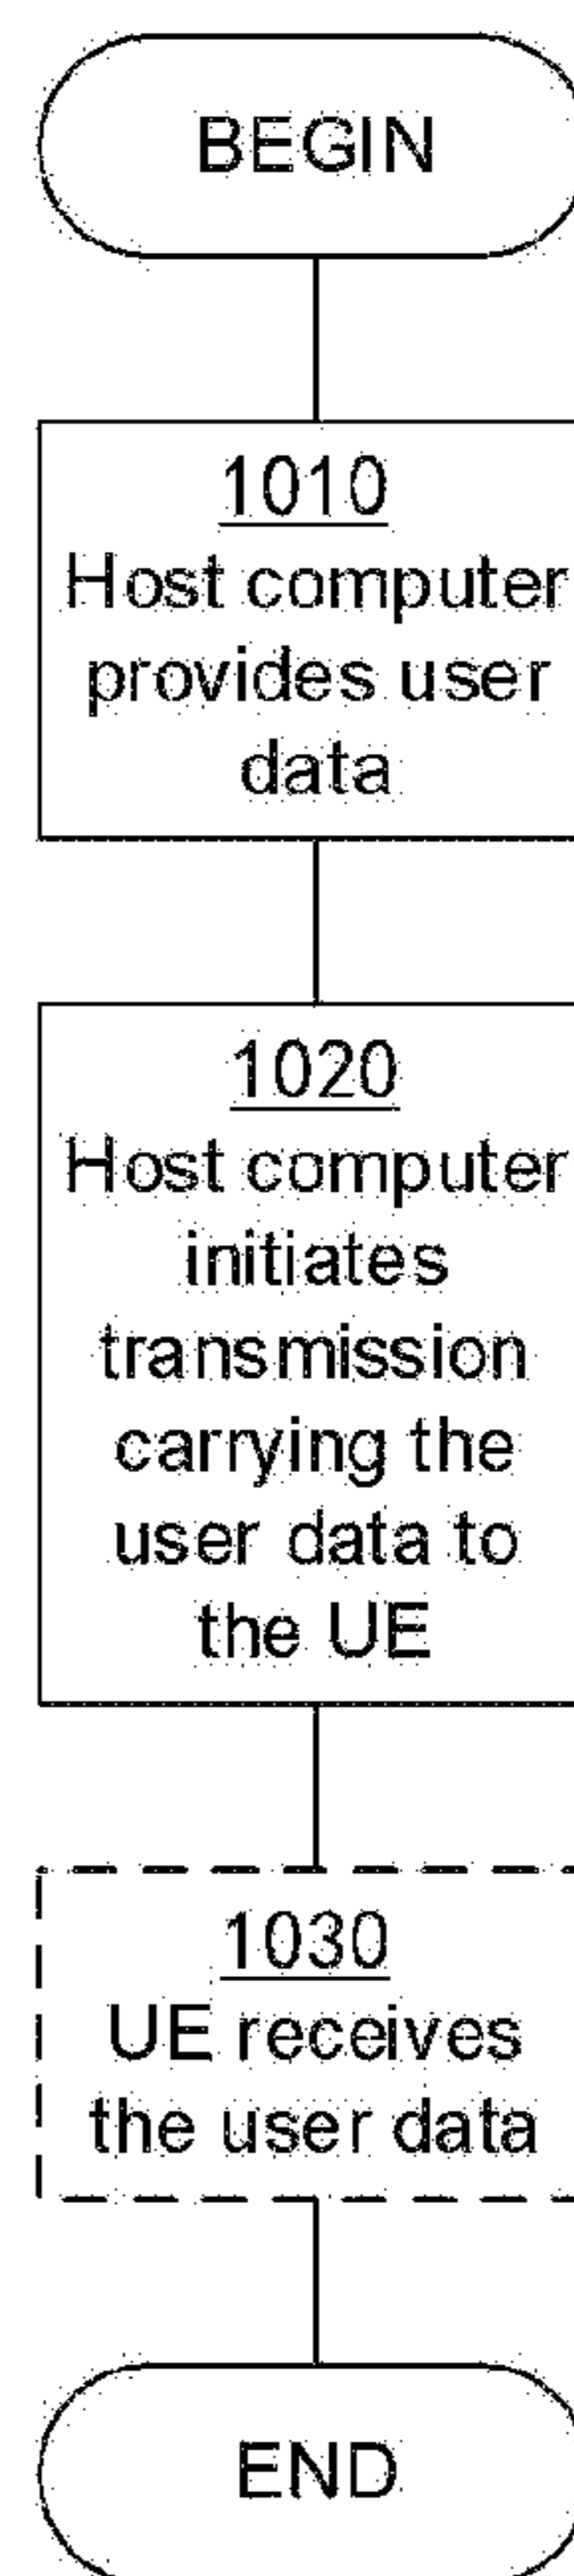 BEGIN
1010
Host computer
provides user
data
1020
Host computer
initiates
transmission
carrying the
user data to
the UE
1030
UE receives
the user data
END